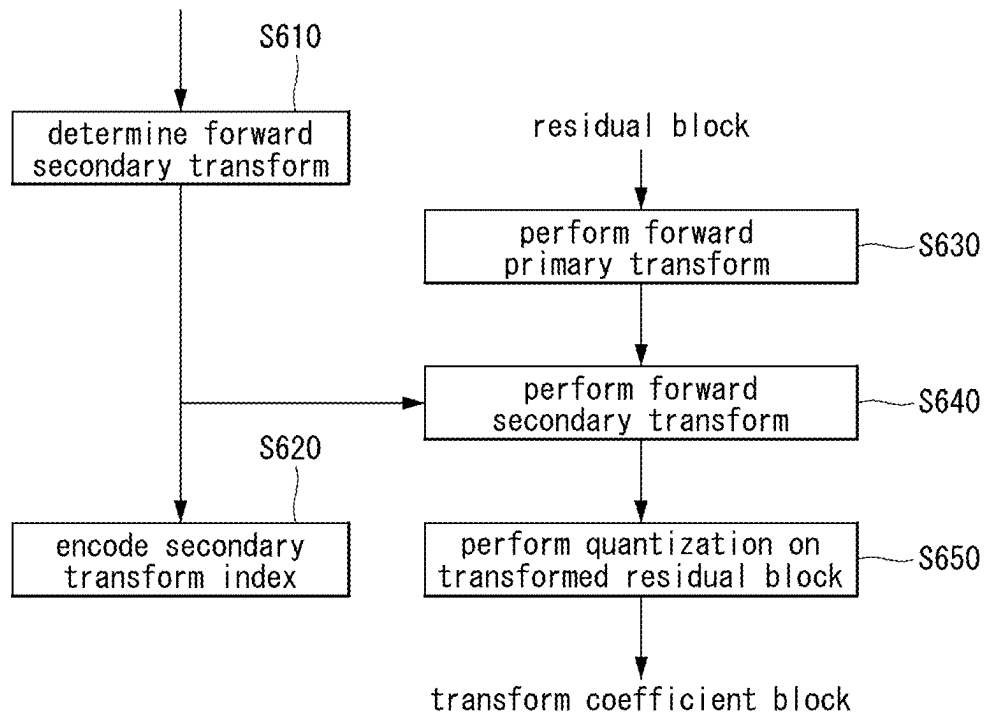 S610
determine forward
secondary transform
residual block
perform forward
primary transform
S630
perform forward
secondary transform
S640
S620
encode secondary
transform index
perform quantization on
transformed residual block
S650
transform coefficient block